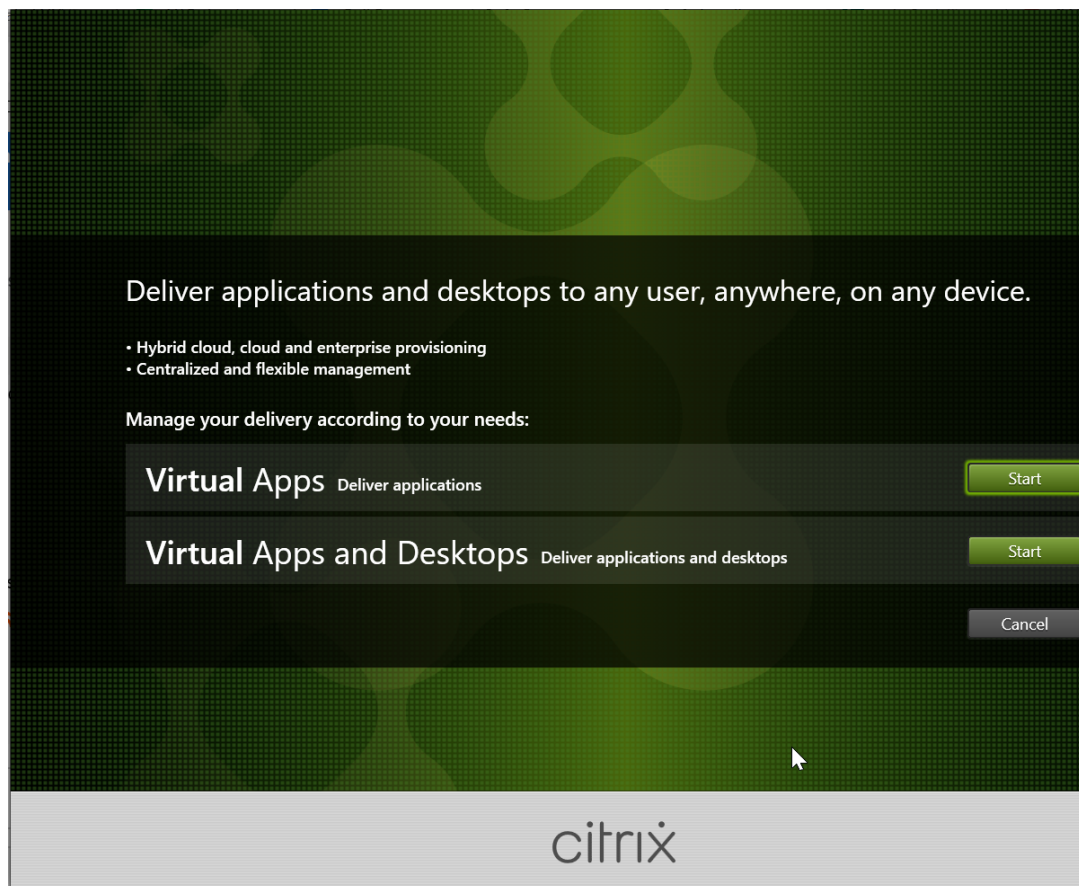 Deliver applications and desktops to any user, anywhere, on any device.
• Hybrid cloud, cloud and enterprise provisioning
• Centralized and flexible management
Manage your delivery according to your needs:
Virtual Apps Deliver applications Start
Virtual Apps and Desktops Deliver applications and desktops Start
Cancel
citrix